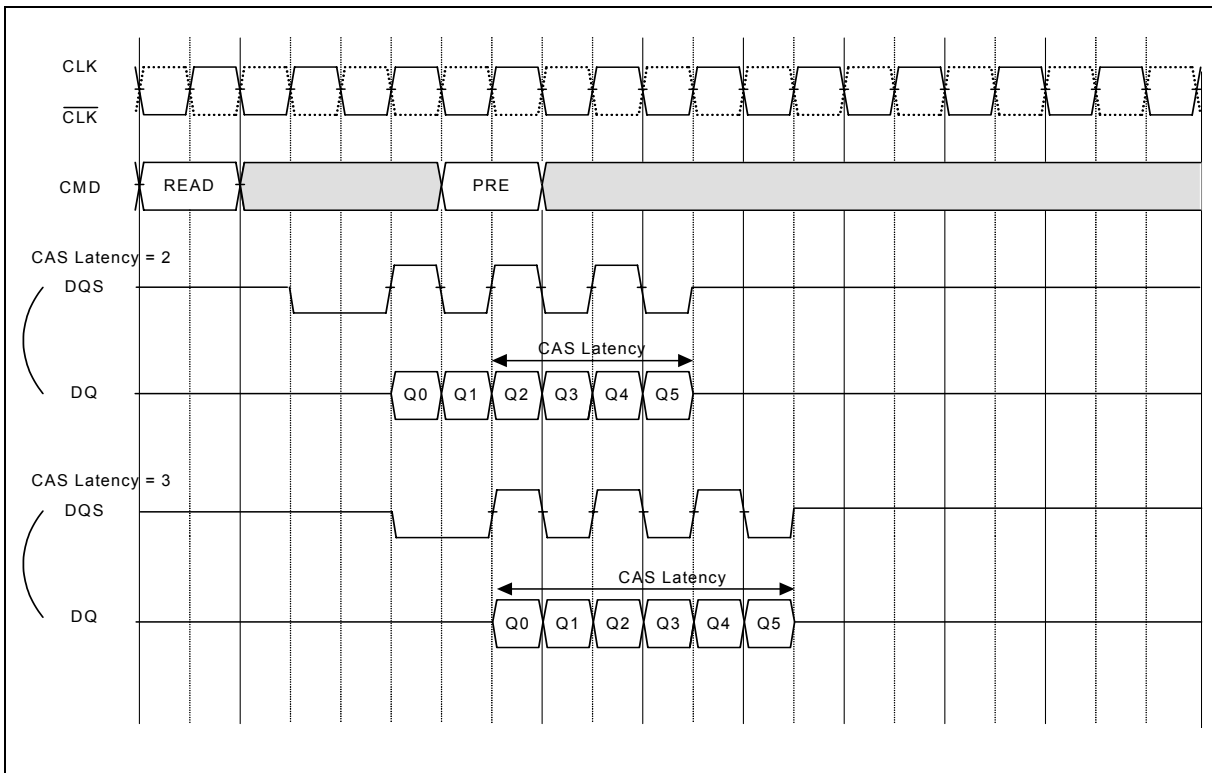 CLK
CLK
CMD READ PRE
CAS Latency = 2
DQS
CAS Latency
DQ Q0 Q1 Q2 Q3 Q4 Q5
CAS Latency = 3
DQS
CAS Latency
DQ Q0 Q1 Q2 Q3 Q4 Q5